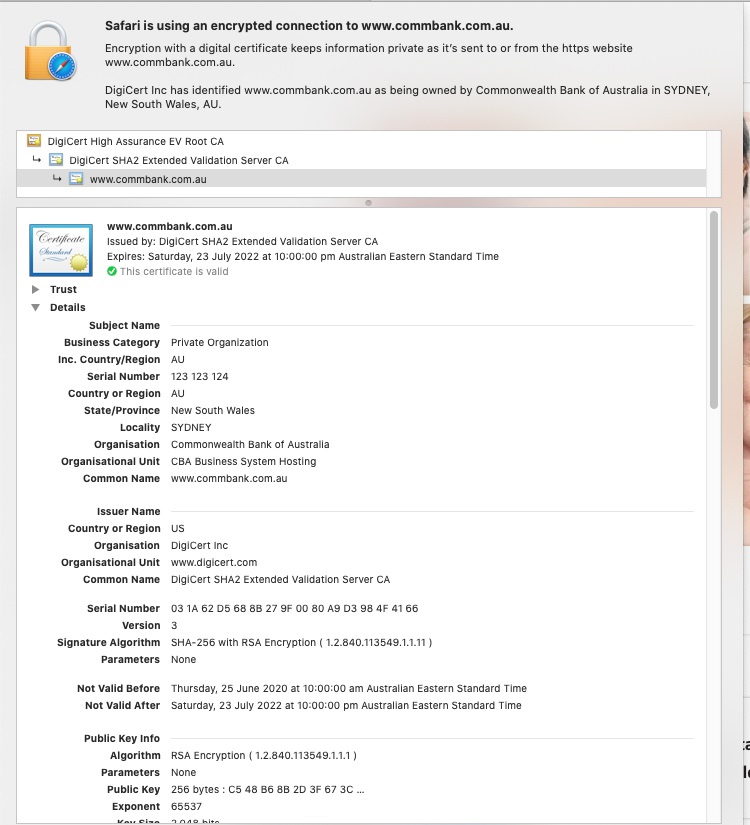 Safari is using an encrypted connection to www.commbank.com.au.
Encryption with a digital certificate keeps information private as it’s sent to or from the https website
www.commbank.com.au.
DigiCert Inc has identified www.commbank.com.au as being owned by Commonwealth Bank of Australia in SYDNEY,
New South Wales, AU.
DigiCert High Assurance EV Root CA
DigiCert SHA2 Extended Validation Server CA
www.commbank.com.au
Certificate
Standard
www.commbank.com.au
Issued by: DigiCert SHA2 Extended Validation Server CA
Expires: Saturday, 23 July 2022 at 10:00:00 pm Australian Eastern Standard Time
This certificate is valid
Trust
Details
Subject Name
Business Category Private Organization
Inc. Country/Region AU
Serial Number 123 123 124
Country or Region AU
State/Province New South Wales
Locality SYDNEY
Organisation Commonwealth Bank of Australia
Organisational Unit CBA Business System Hosting
Common Name www.commbank.com.au
Issuer Name
Country or Region US
Organisation DigiCert Inc
Organisational Unit www.digicert.com
Common Name DigiCert SHA2 Extended Validation Server CA
Serial Number 03 1A 62 D5 68 8B 27 9F 00 80 A9 D3 98 4F 41 66
Version 3
Signature Algorithm SHA-256 with RSA Encryption ( 1.2.840.113549.1.1.11 )
Parameters None
Not Valid Before Thursday, 25 June 2020 at 10:00:00 am Australian Eastern Standard Time
Not Valid After Saturday, 23 July 2022 at 10:00:00 pm Australian Eastern Standard Time
Public Key Info
Algorithm RSA Encryption ( 1.2.840.113549.1.1.1 )
Parameters None
Public Key 256 bytes : C5 48 B6 8B 2D 3F 67 3C ...
Exponent 65537
Key Size 2,048 bits